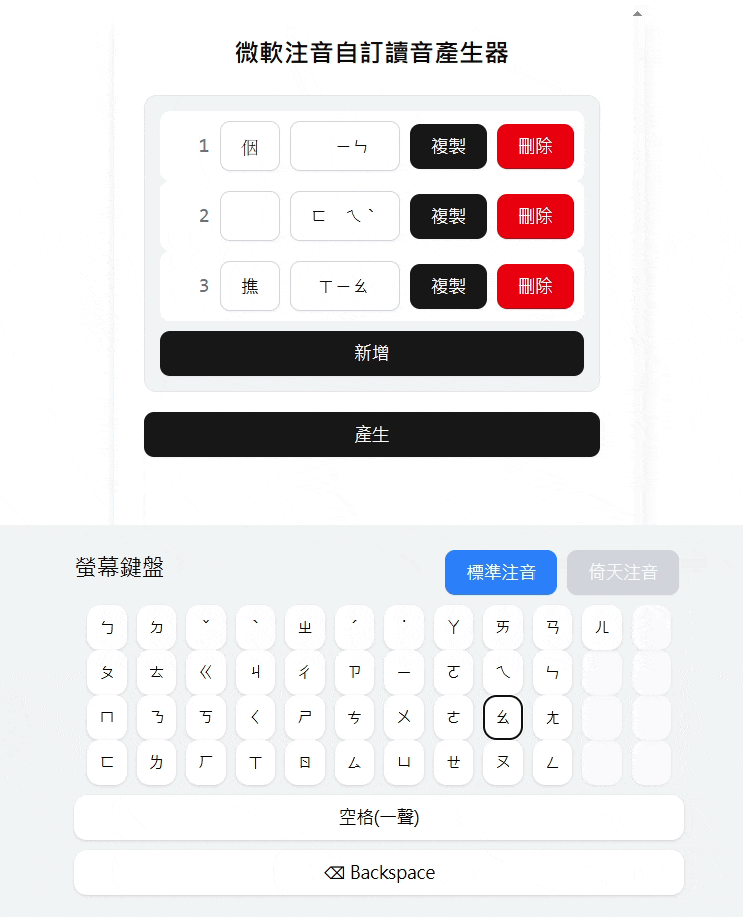 微軟注音自訂讀音產生器
1 㧢 ㄧㄣ 複製 刪除
2 ㄈ ㄟˋ 複製 刪除
3 㩋 ㄒㄧㄠ 複製 刪除
新增
產生
螢幕鍵盤 標準注音 倚天注音
ㄅ ㄉ ˇ ˋ ㄓ ˊ ˙ ㄚ ㄞ ㄢ ㄦ
ㄆ ㄊ ㄍ ㄐ ㄔ ㄗ ㄧ ㄛ ㄟ ㄣ
ㄇ ㄋ ㄎ ㄑ ㄕ ㄘ ㄨ ㄜ ㄠ ㄤ
ㄈ ㄌ ㄏ ㄒ ㄖ ㄙ ㄩ ㄝ ㄡ ㄥ
空格(一聲)
⌫ Backspace